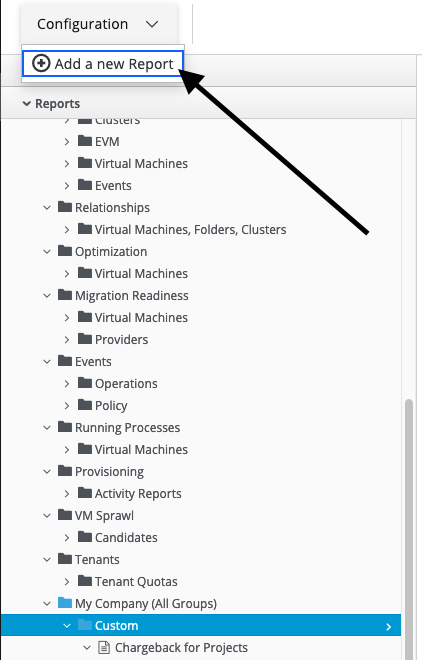 Configuration
Add a new Report
Reports
Clusters
EVM
Virtual Machines
Events
Relationships
Virtual Machines, Folders, Clusters
Optimization
Virtual Machines
Migration Readiness
Virtual Machines
Providers
Events
Operations
Policy
Running Processes
Virtual Machines
Provisioning
Activity Reports
VM Sprawl
Candidates
Tenants
Tenant Quotas
My Company (All Groups)
Custom
Chargeback for Projects